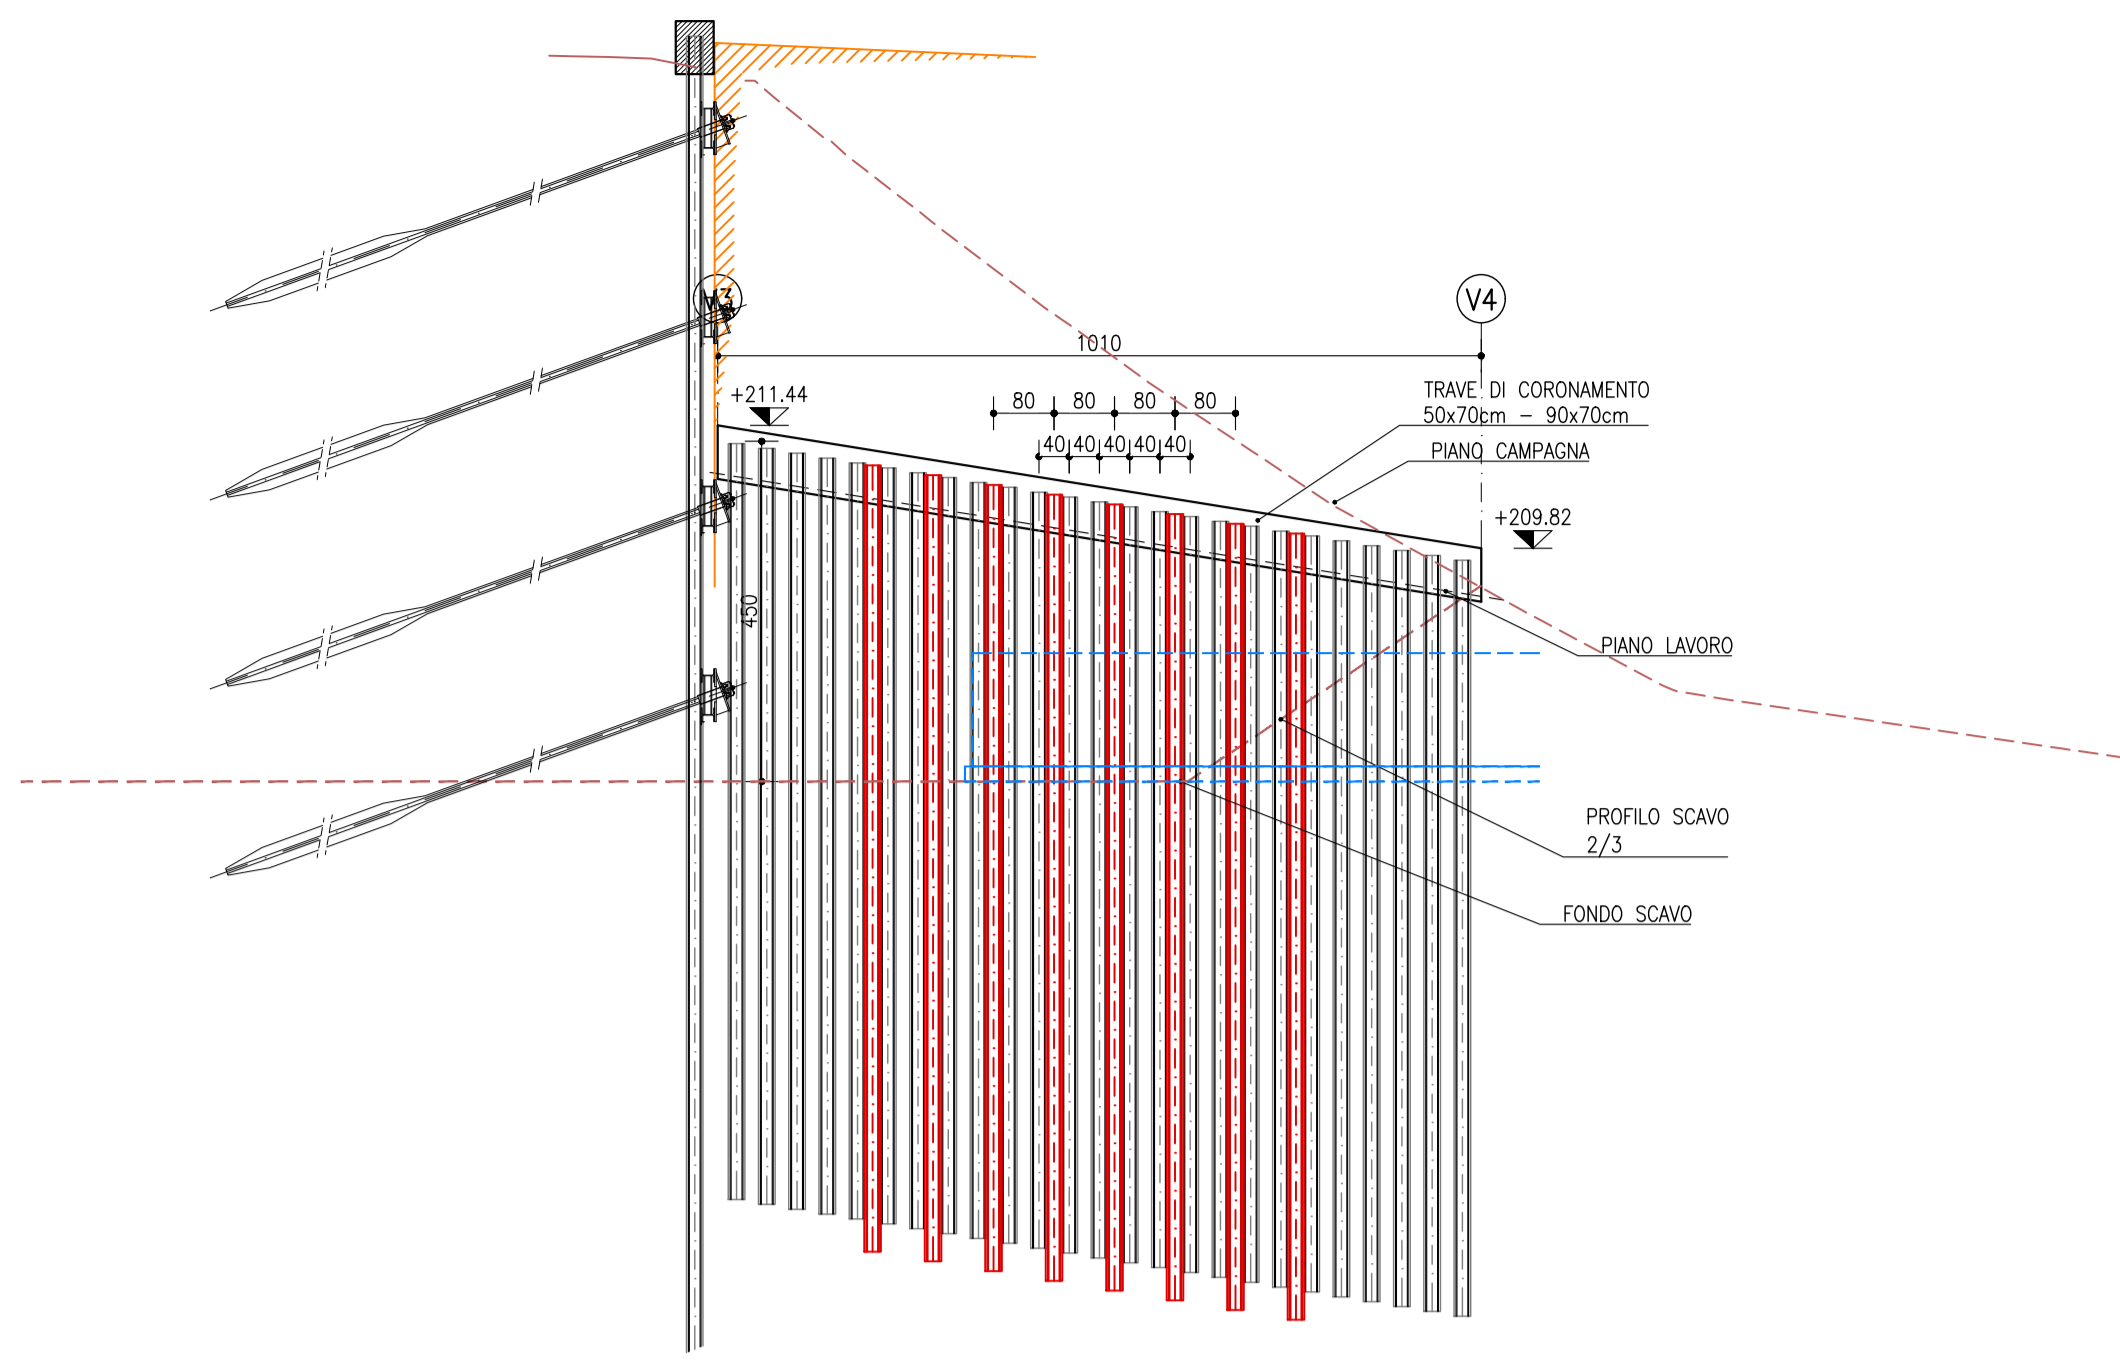 V4
1010
TRAVE DI CORONAMENTO
50x70cm - 90x70cm
+211.44
80 80 80 80
40 40 40 40 40
PIANO CAMPAGNA
+209.82
450
PIANO LAVORO
PROFILO SCAVO
2/3
FONDO SCAVO